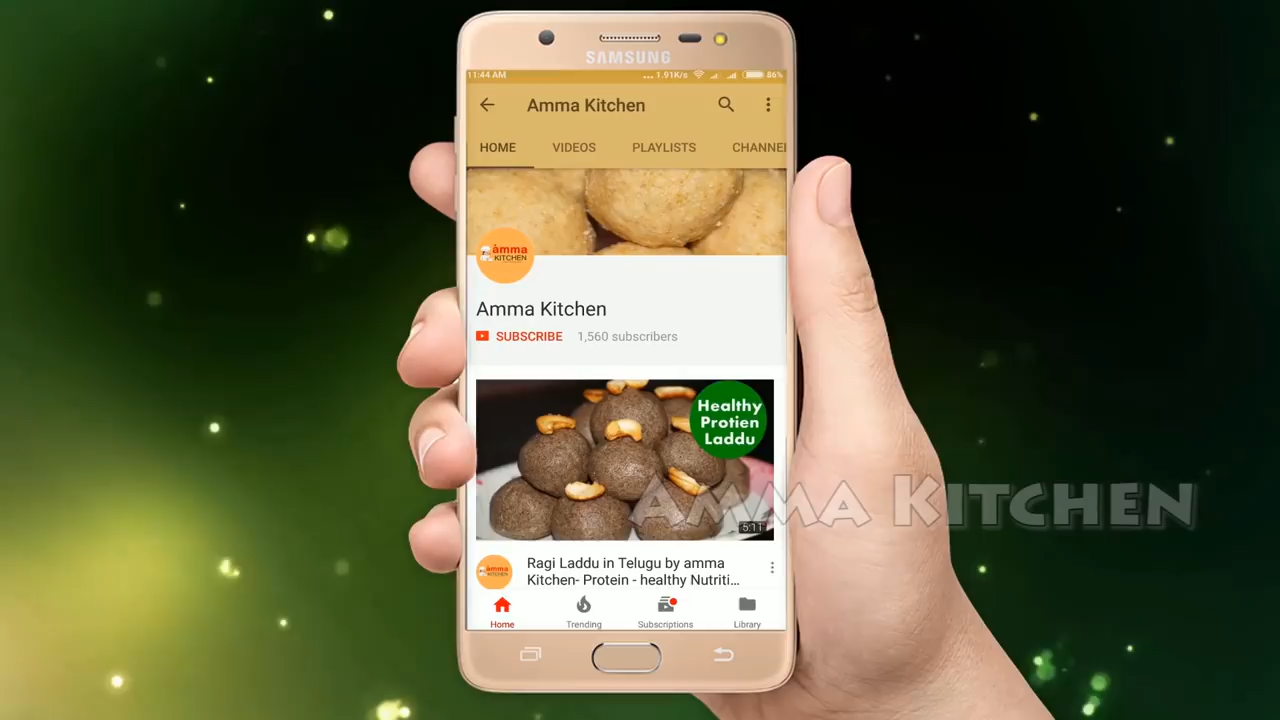 SAMSUNG
11:44 AM
... 1.91K/s
86%
Amma Kitchen
HOME
VIDEOS
PLAYLISTS
CHANNEL
amma
KITCHEN
Amma Kitchen
SUBSCRIBE
1,560 subscribers
Healthy
Protien
Laddu
5:11
AMMA KITCHEN
amma
Ragi Laddu in Telugu by amma
Kitchen- Protein - healthy Nutriti...
Home
Trending
Subscriptions
Library